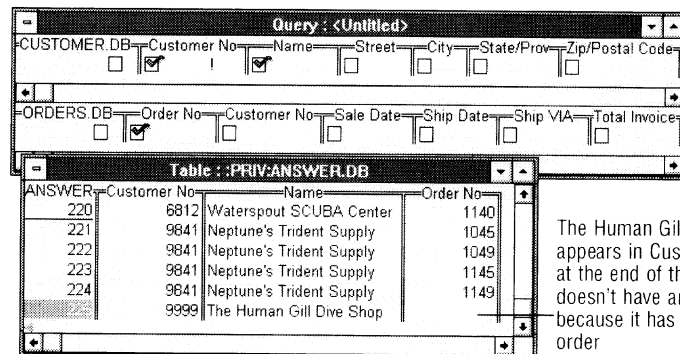 Query : <Untitled>
CUSTOMER.DB Customer No Name Street City State/Prov Zip/Postal Code
!
ORDERS.DB Order No Customer No Sale Date Ship Date Ship VIA Total Invoice
Table : :PRIV:ANSWER.DB
ANSWER Customer No Name Order No
220 6812 Waterspout SCUBA Center 1140
221 9841 Neptune's Trident Supply 1045
222 9841 Neptune's Trident Supply 1049
223 9841 Neptune's Trident Supply 1145
224 9841 Neptune's Trident Supply 1149
9999 The Human Gill Dive Shop
The Human Gill
appears in Cus
at the end of th
doesn't have an
because it has
order